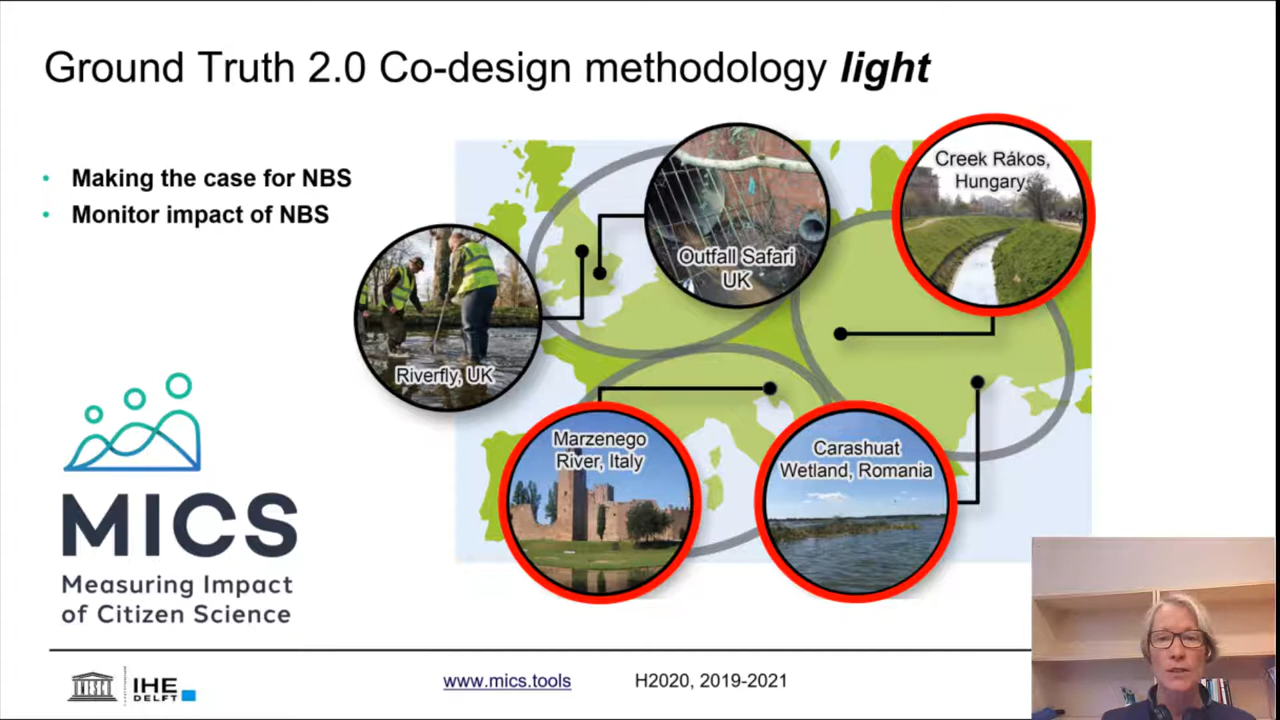 Ground Truth 2.0 Co-design methodology light
Making the case for NBS
Monitor impact of NBS
Creek Rákos,
Hungary
Outfall Safari
UK
Riverfly, UK
Marzenego
River, Italy
Carashuat
Wetland, Romania
MICS
Measuring Impact
of Citizen Science
IHE
DELFT
www.mics.tools
H2020, 2019-2021